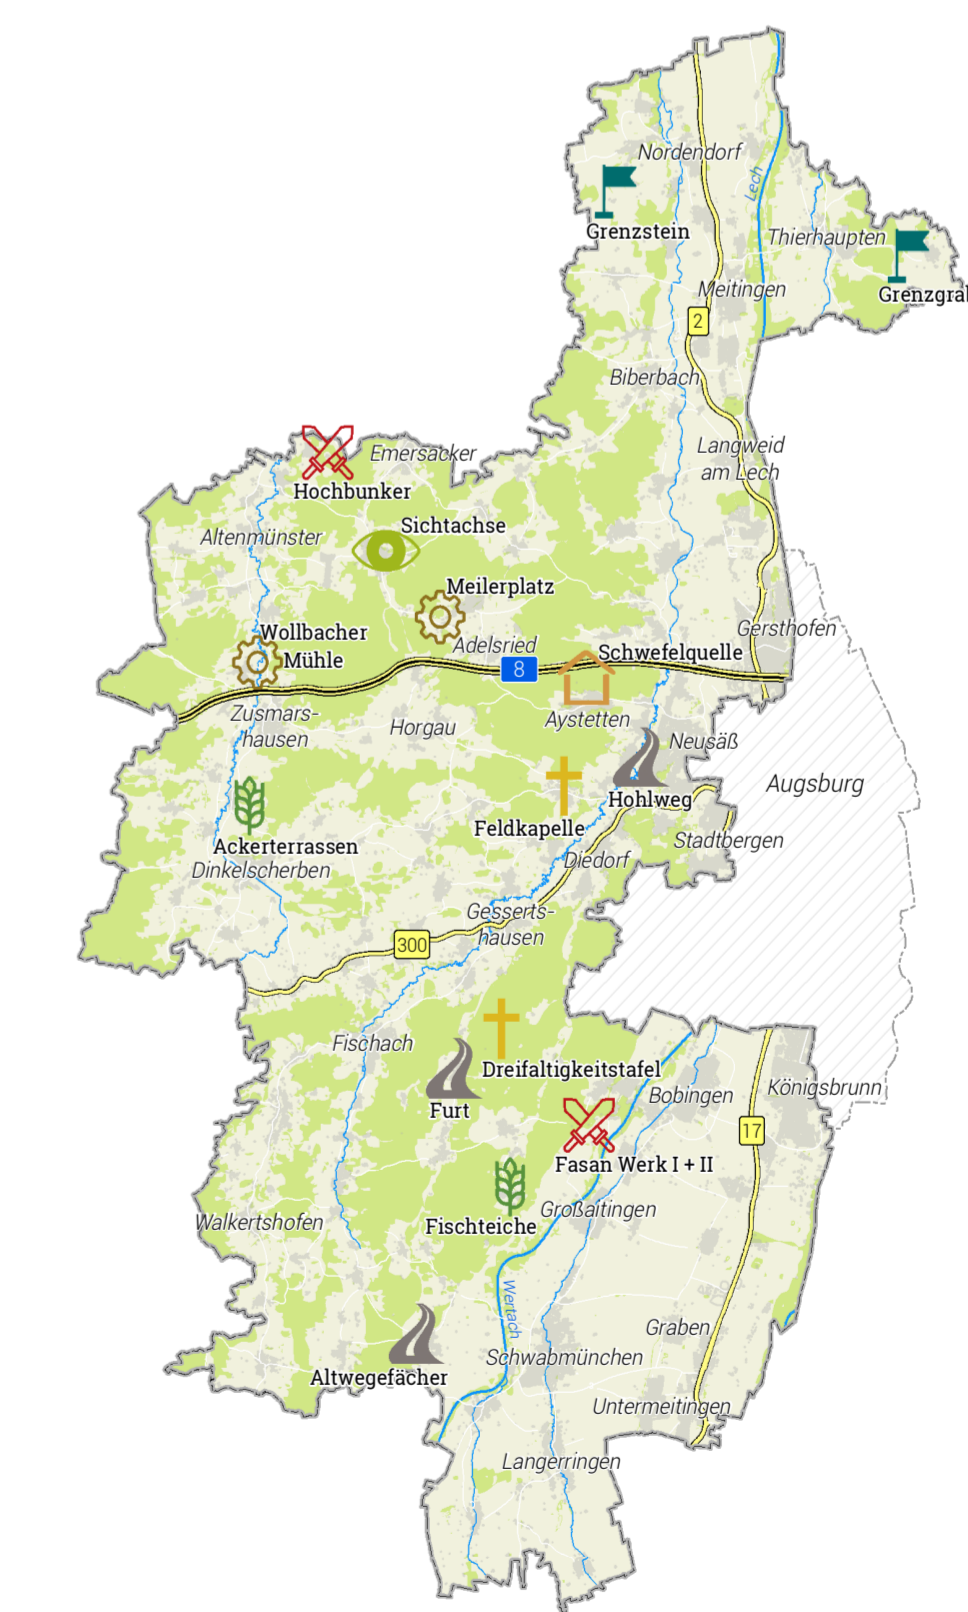 Nordendorf
Lech
Grenzstein
Thierhaupten
Meitingen
Grenzgra
2
Biberbach
Langweid
am Lech
Emersacker
Hochbunker
Sichtachse
Altenmünster
Meilerplatz
Gersthofen
Wollbacher
Mühle
Adelsried
Schwefelquelle
8
Zusmars-
hausen
Horgau
Aystetten
Neusäß
Augsburg
Hohlweg
Feldkapelle
Stadtbergen
Ackerterrassen
Diedorf
Dinkelscherben
Gesserts-
hausen
300
Fischach
Dreifaltigkeitstafel
Bobingen
Königsbrunn
Furt
17
Fasan Werk I + II
Großaitingen
Walkertshofen
Fischteiche
Wertach
Graben
Schwabmünchen
Altwegefächer
Untermeitingen
Langerringen